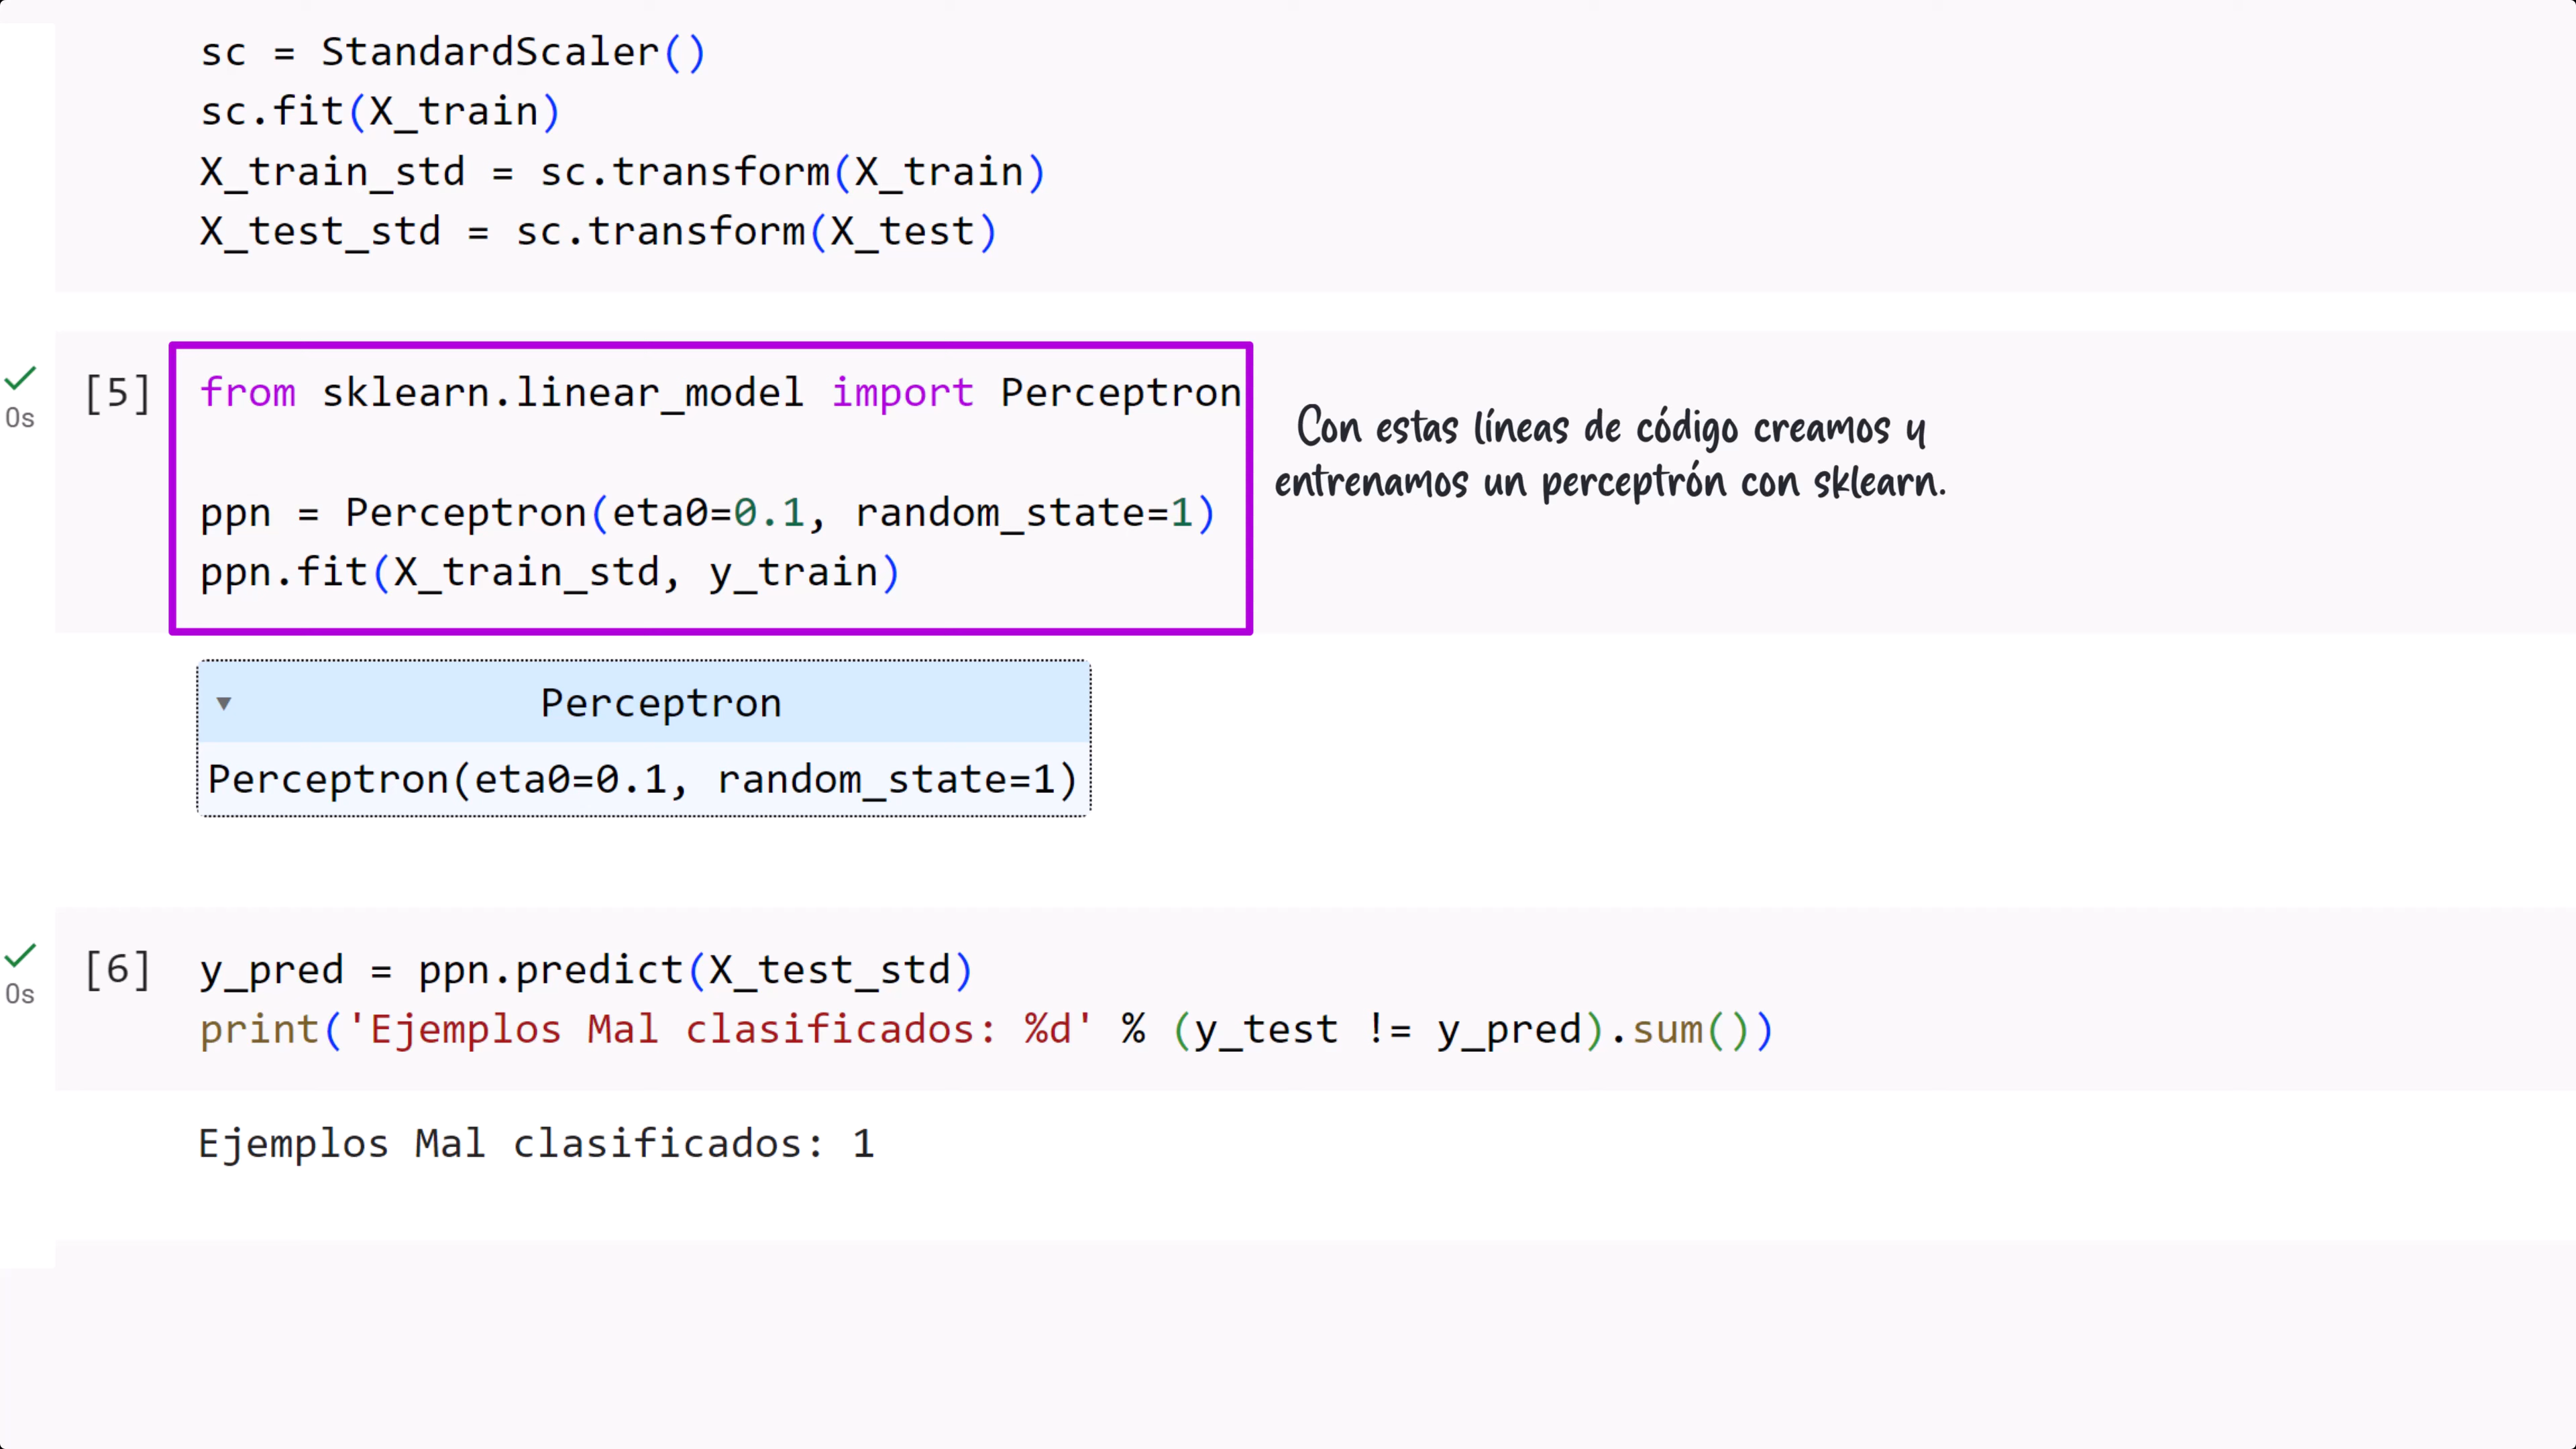 sc = StandardScaler()
sc.fit(X_train)
X_train_std = sc.transform(X_train)
X_test_std = sc.transform(X_test)
0s
[5]
from sklearn.linear_model import Perceptron
ppn = Perceptron(eta0=0.1, random_state=1)
ppn.fit(X_train_std, y_train)
Con estas líneas de código creamos y
entrenamos un perceptrón con sklearn.
Perceptron
Perceptron(eta0=0.1, random_state=1)
0s
[6]
y_pred = ppn.predict(X_test_std)
print('Ejemplos Mal clasificados: %d' % (y_test != y_pred).sum())
Ejemplos Mal clasificados: 1